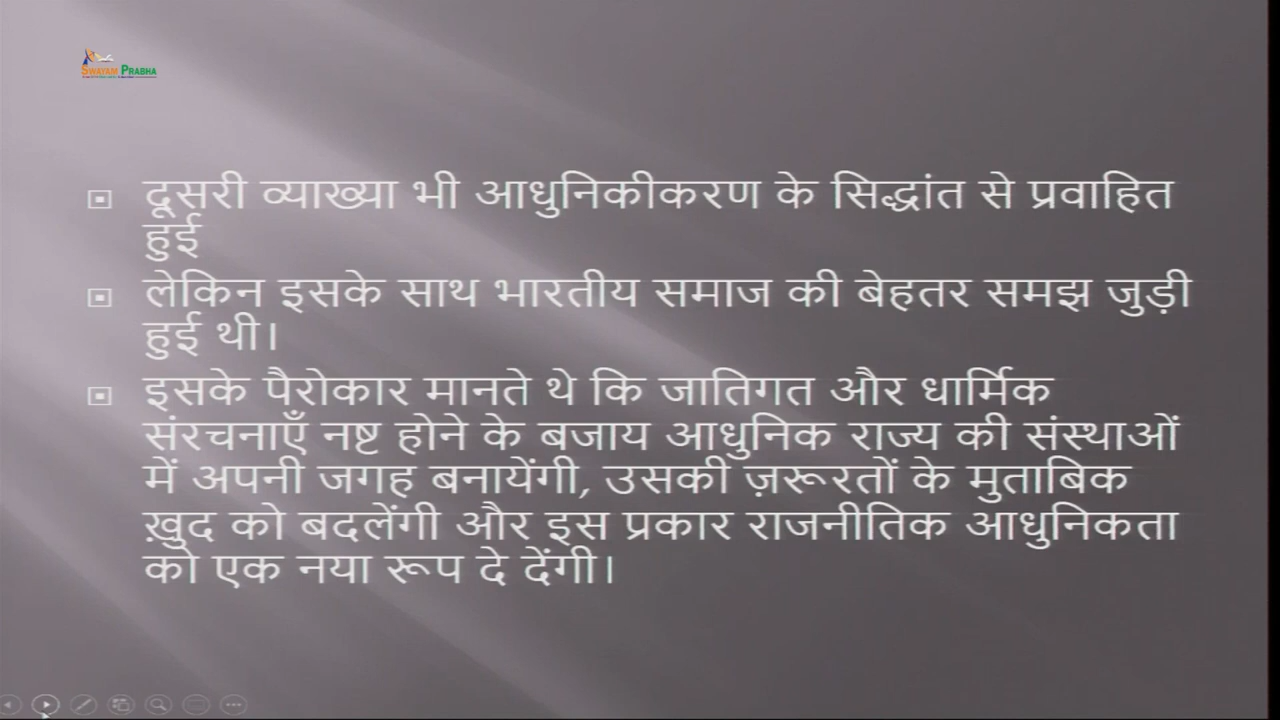 SWAYAM PRABHA
दूसरी व्याख्या भी आधुनिकीकरण के सिद्धांत से प्रवाहित
हुई
लेकिन इसके साथ भारतीय समाज की बेहतर समझ जुड़ी
हुई थी।
इसके पैरोकार मानते थे कि जातिगत और धार्मिक
संरचनाएँ नष्ट होने के बजाय आधुनिक राज्य की संस्थाओं
में अपनी जगह बनायेंगी, उसकी ज़रूरतों के मुताबिक
ख़ुद को बदलेंगी और इस प्रकार राजनीतिक आधुनिकता
को एक नया रूप दे देंगी।